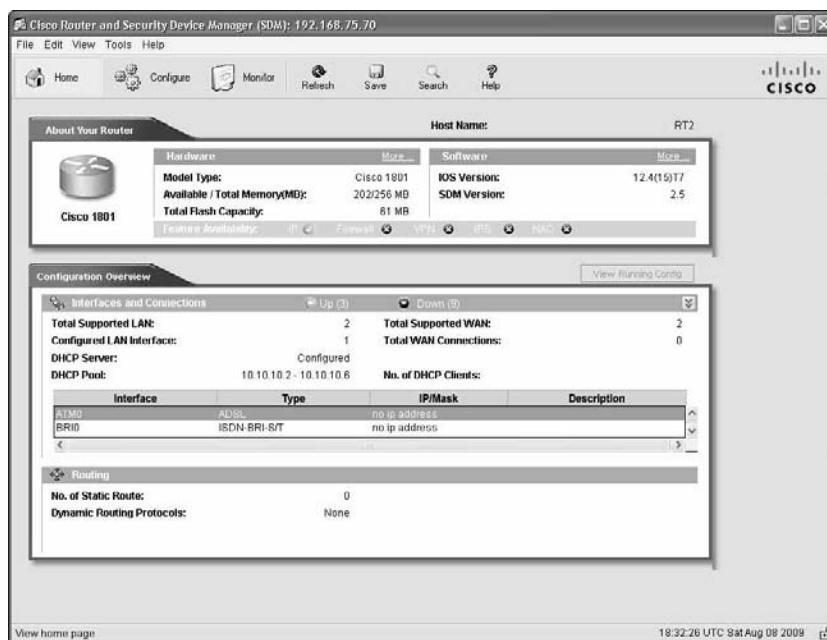 Cisco Router and Security Device Manager (SDM): 192.168.75.70
File Edit View Tools Help
Home Configure Monitor Refresh Save Search Help
CISCO
About Your Router Host Name: RT2
Hardware More... Software More...
Model Type: Cisco 1801 IOS Version: 12.4(15)T7
Available / Total Memory(MB): 202/256 MB SDM Version: 2.5
Total Flash Capacity: 61 MB
Cisco 1801
Feature Availability: IP Firewall VPN IPS NAC
Configuration Overview View Running Config
Interfaces and Connections Up (3) Down (9)
Total Supported LAN: 2 Total Supported WAN: 2
Configured LAN Interface: 1 Total WAN Connections: 0
DHCP Server: Configured
DHCP Pool: 10.10.10.2 - 10.10.10.6 No. of DHCP Clients:
Interface Type IP/Mask Description
ATM0 ADSL no ip address
BRI0 ISDN-BRI-S/T no ip address
Routing
No. of Static Route: 0
Dynamic Routing Protocols: None
View home page 18:32:26 UTC Sat Aug 08 2009